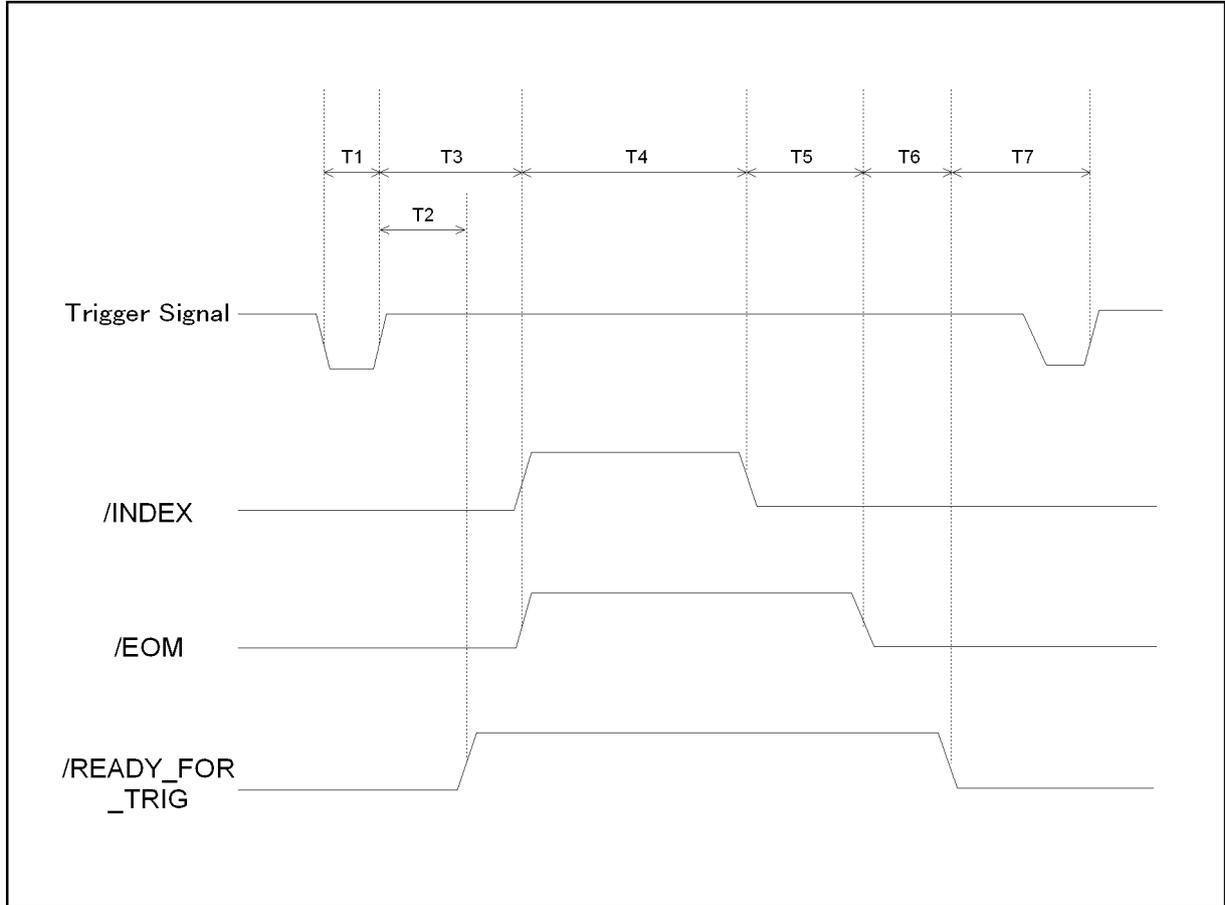 T1
T3
T4
T5
T6
T7
T2
Trigger Signal
/INDEX
/EOM
/READY_FOR
_TRIG